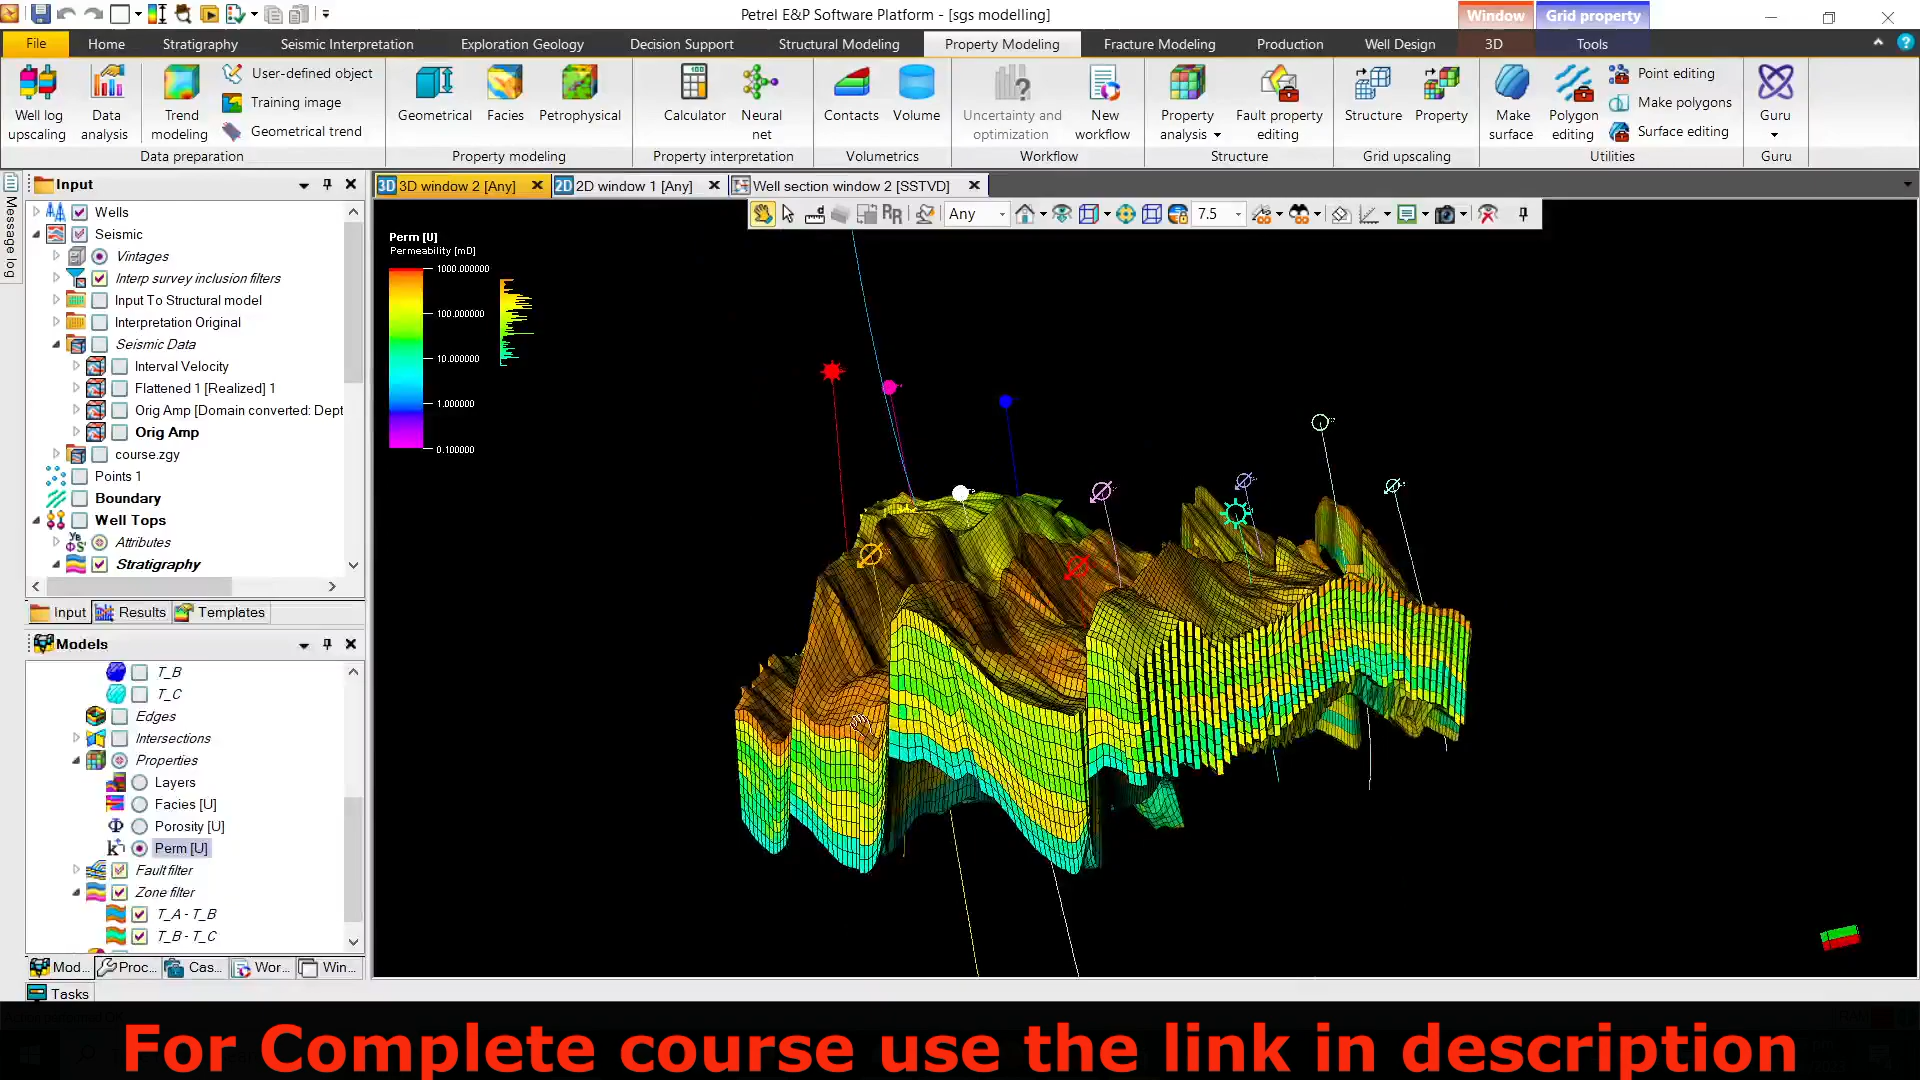 Petrel E&P Software Platform - [sgs modelling]
Window
Grid property
File
Home
Stratigraphy
Seismic Interpretation
Exploration Geology
Decision Support
Structural Modeling
Property Modeling
Fracture Modeling
Production
Well Design
3D
Tools
Well log upscaling
Data analysis
Trend modeling
User-defined object
Training image
Geometrical trend
Data preparation
Geometrical
Facies
Petrophysical
Property modeling
Calculator
Neural net
Property interpretation
Contacts
Volume
Volumetrics
Uncertainty and optimization
New workflow
Workflow
Property analysis
Fault property editing
Structure
Structure
Property
Grid upscaling
Make surface
Polygon editing
Point editing
Make polygons
Surface editing
Utilities
Guru
Guru
Message log
Input
Wells
Seismic
Vintages
Interp survey inclusion filters
Input To Structural model
Interpretation Original
Seismic Data
Interval Velocity
Flattened 1 [Realized] 1
Orig Amp [Domain converted: Dept
Orig Amp
course.zgy
Points 1
Boundary
Well Tops
Attributes
Stratigraphy
Input
Results
Templates
Models
T_B
T_C
Edges
Intersections
Properties
Layers
Facies [U]
Porosity [U]
Perm [U]
Fault filter
Zone filter
T_A - T_B
T_B - T_C
Mod...
Proc...
Cas...
Wor...
Win...
Tasks
3D window 2 [Any]
2D window 1 [Any]
Well section window 2 [SSTVD]
Any
7.5
Perm [U]
Permeability [mD]
1000.000000
100.000000
10.000000
1.000000
0.100000
For Complete course use the link in description